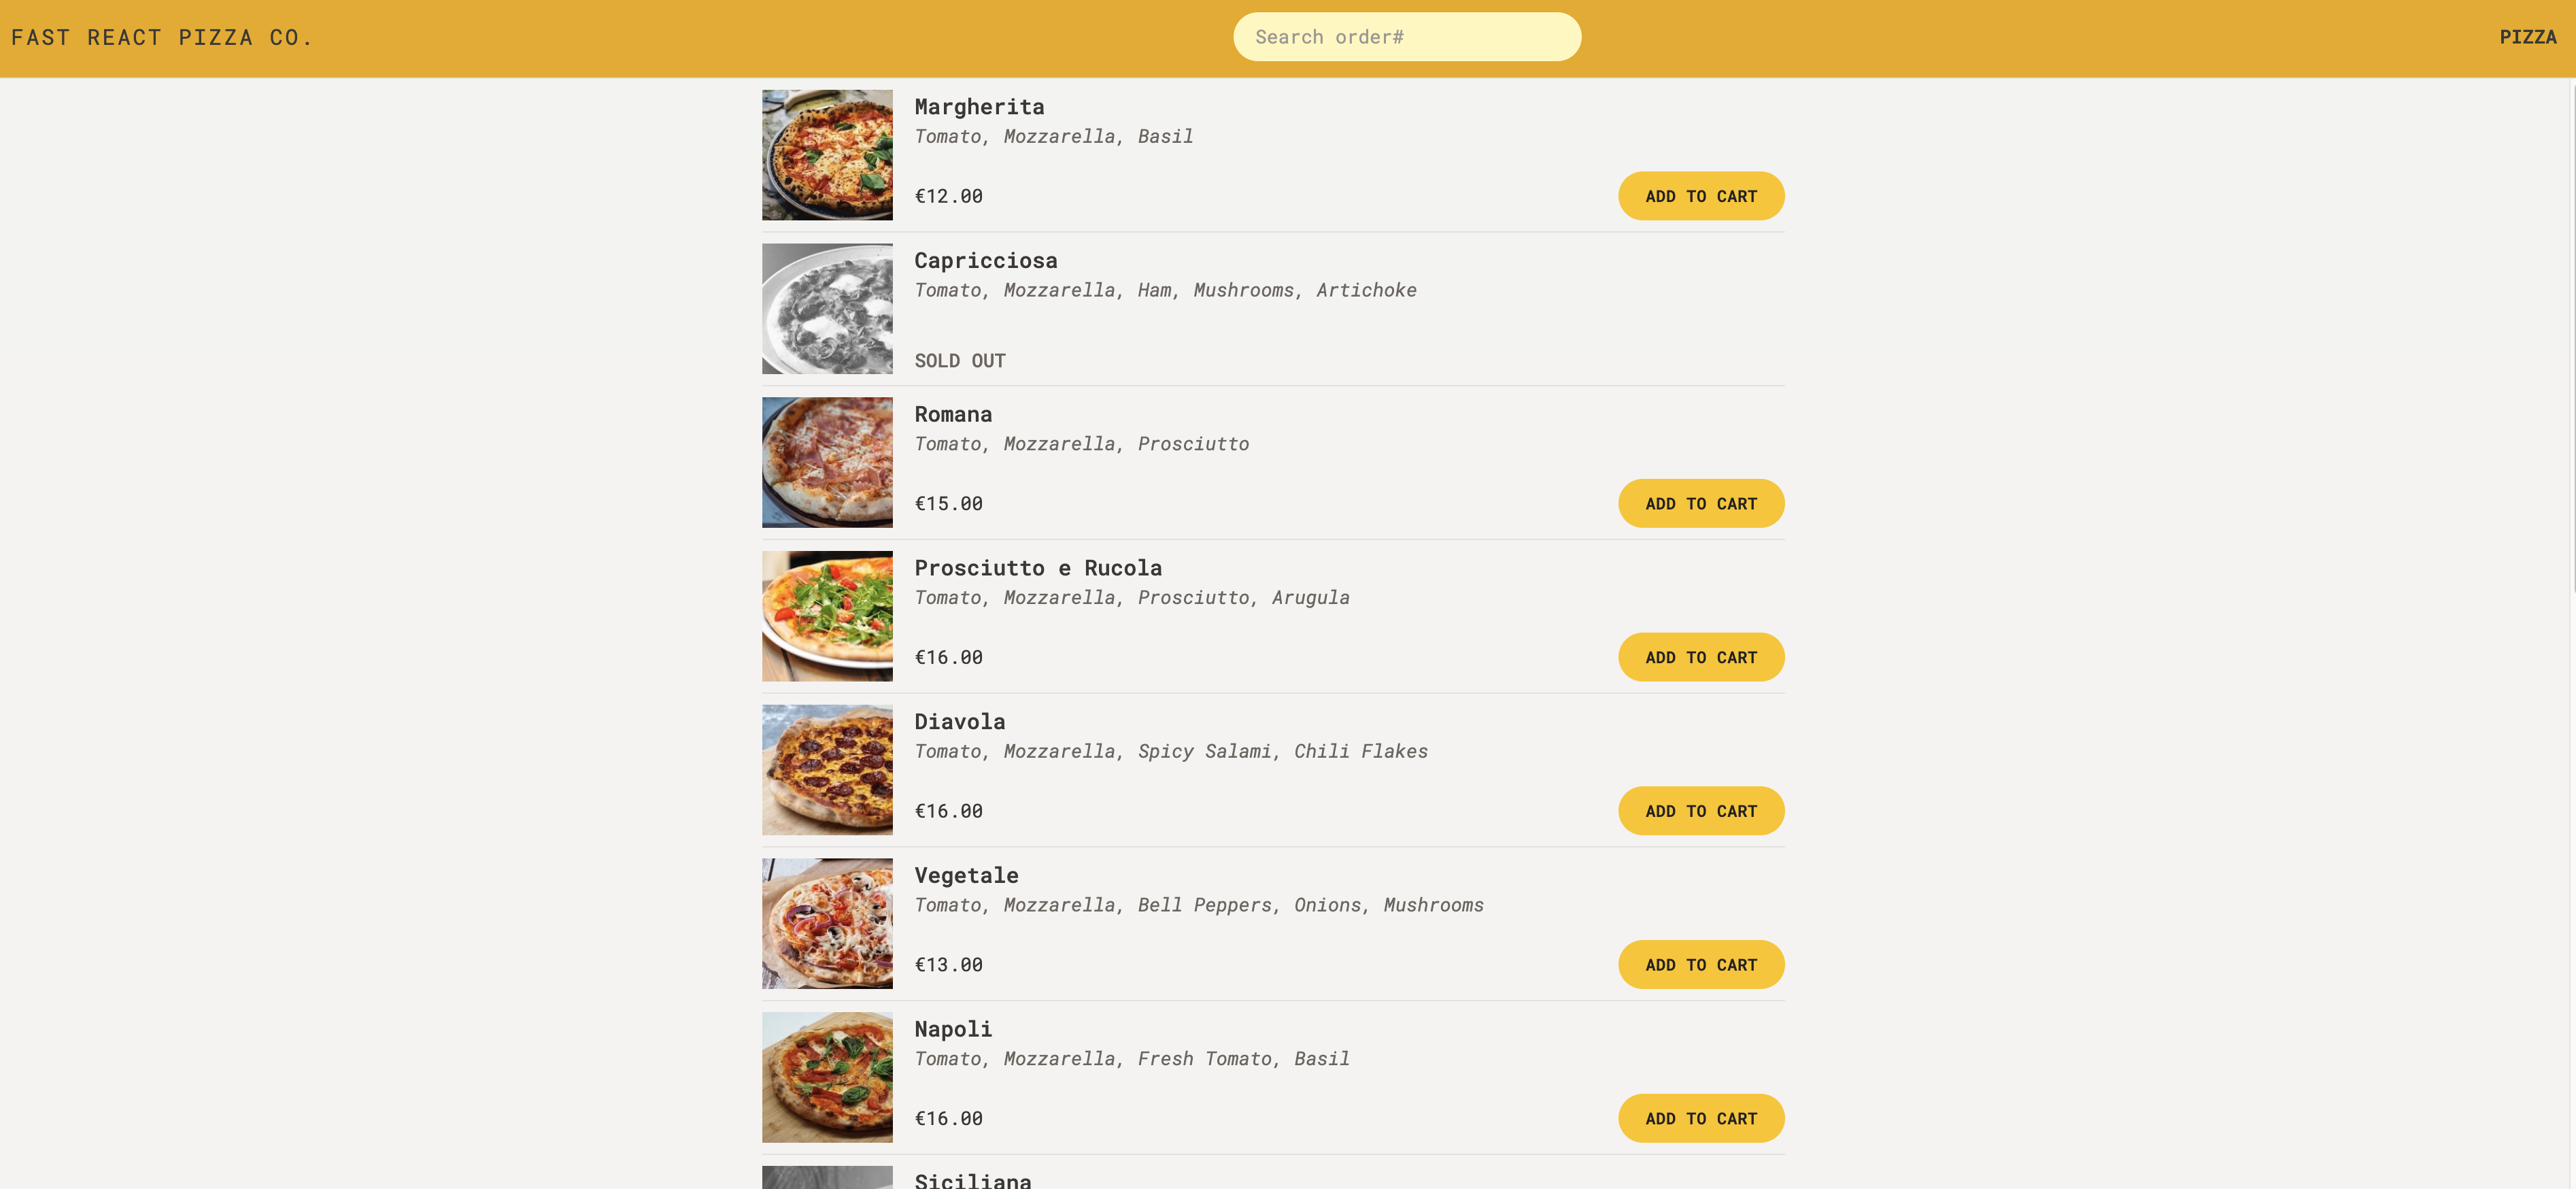 FAST REACT PIZZA CO.
Search order#
PIZZA
Margherita
Tomato, Mozzarella, Basil
€12.00
ADD TO CART
Capricciosa
Tomato, Mozzarella, Ham, Mushrooms, Artichoke
SOLD OUT
Romana
Tomato, Mozzarella, Prosciutto
€15.00
ADD TO CART
Prosciutto e Rucola
Tomato, Mozzarella, Prosciutto, Arugula
€16.00
ADD TO CART
Diavola
Tomato, Mozzarella, Spicy Salami, Chili Flakes
€16.00
ADD TO CART
Vegetale
Tomato, Mozzarella, Bell Peppers, Onions, Mushrooms
€13.00
ADD TO CART
Napoli
Tomato, Mozzarella, Fresh Tomato, Basil
€16.00
ADD TO CART
Siciliana